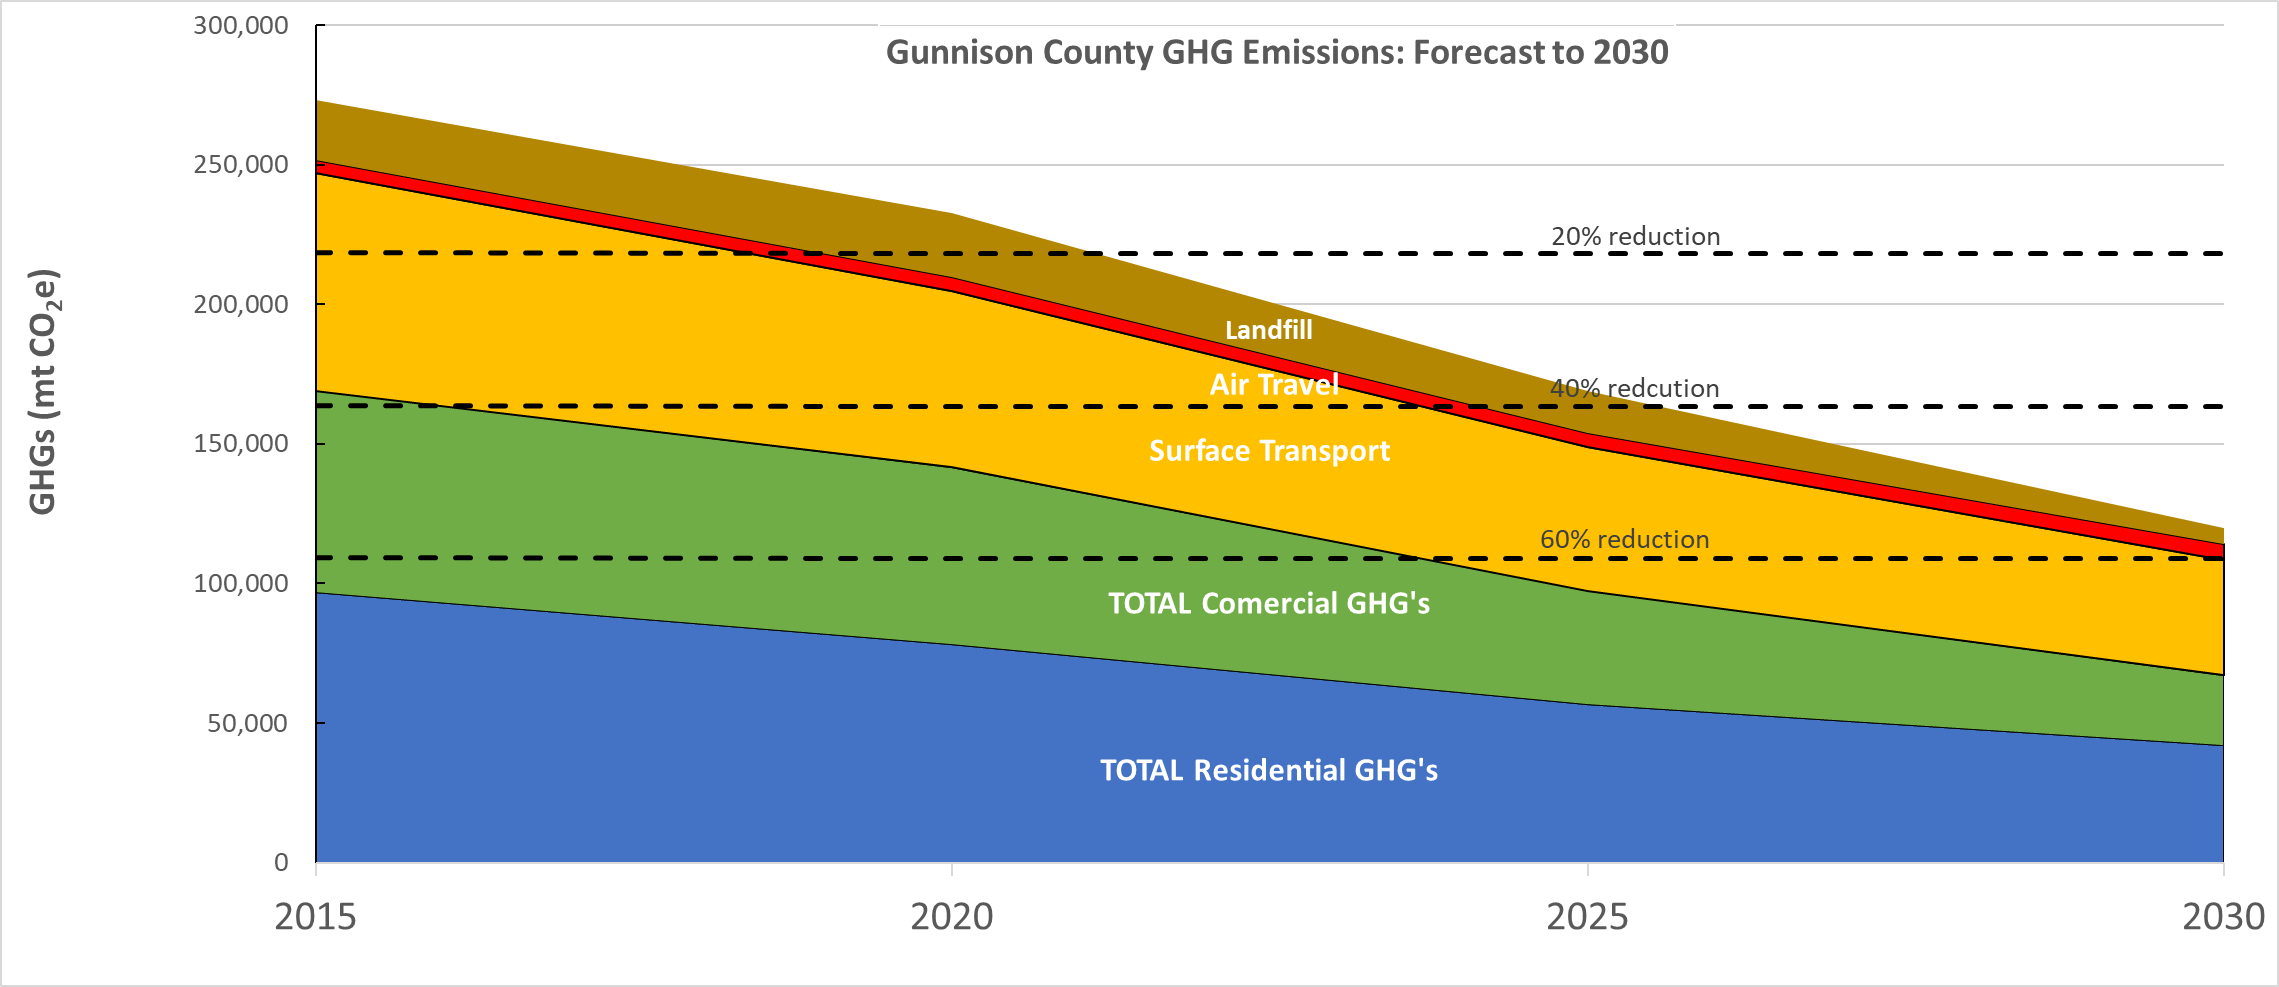 Gunnison County GHG Emissions: Forecast to 2030
300,000
250,000
200,000
150,000
100,000
50,000
0
GHGs (mt CO₂e)
20% reduction
Landfill
40% redcution
Air Travel
Surface Transport
60% reduction
TOTAL Comercial GHG's
TOTAL Residential GHG's
2015
2020
2025
2030